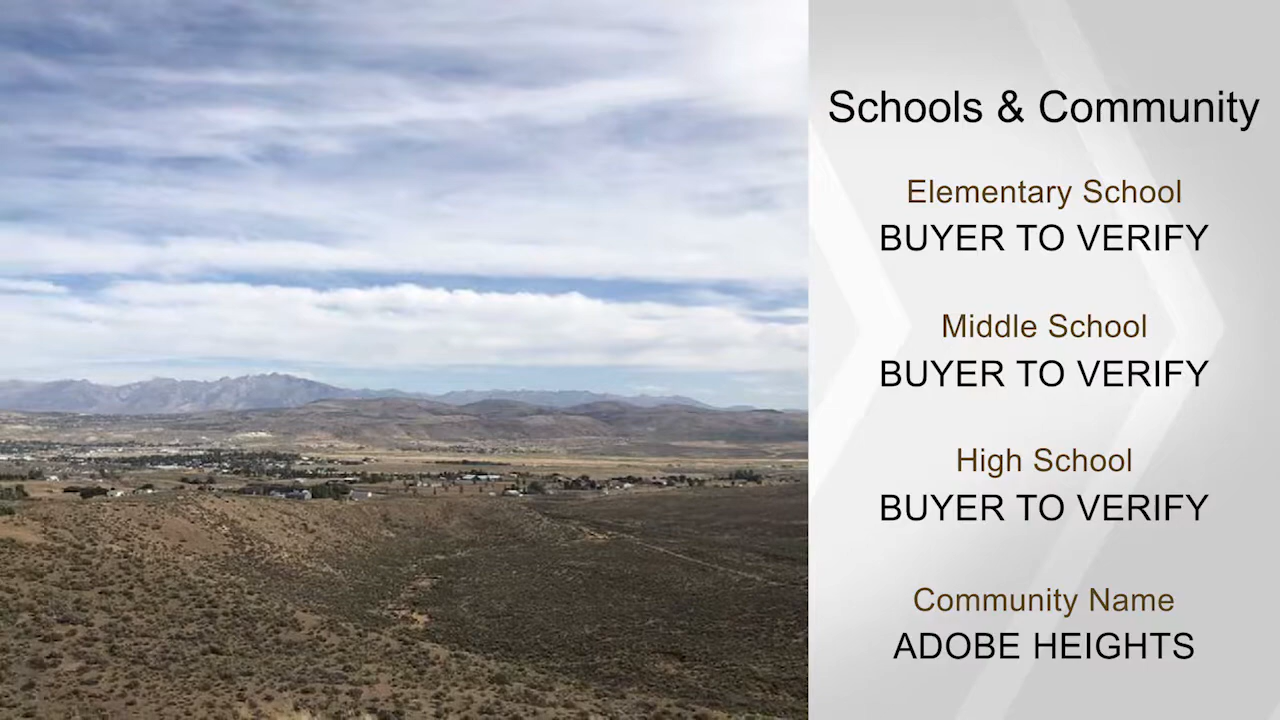 Schools & Community
Elementary School
BUYER TO VERIFY
Middle School
BUYER TO VERIFY
High School
BUYER TO VERIFY
Community Name
ADOBE HEIGHTS